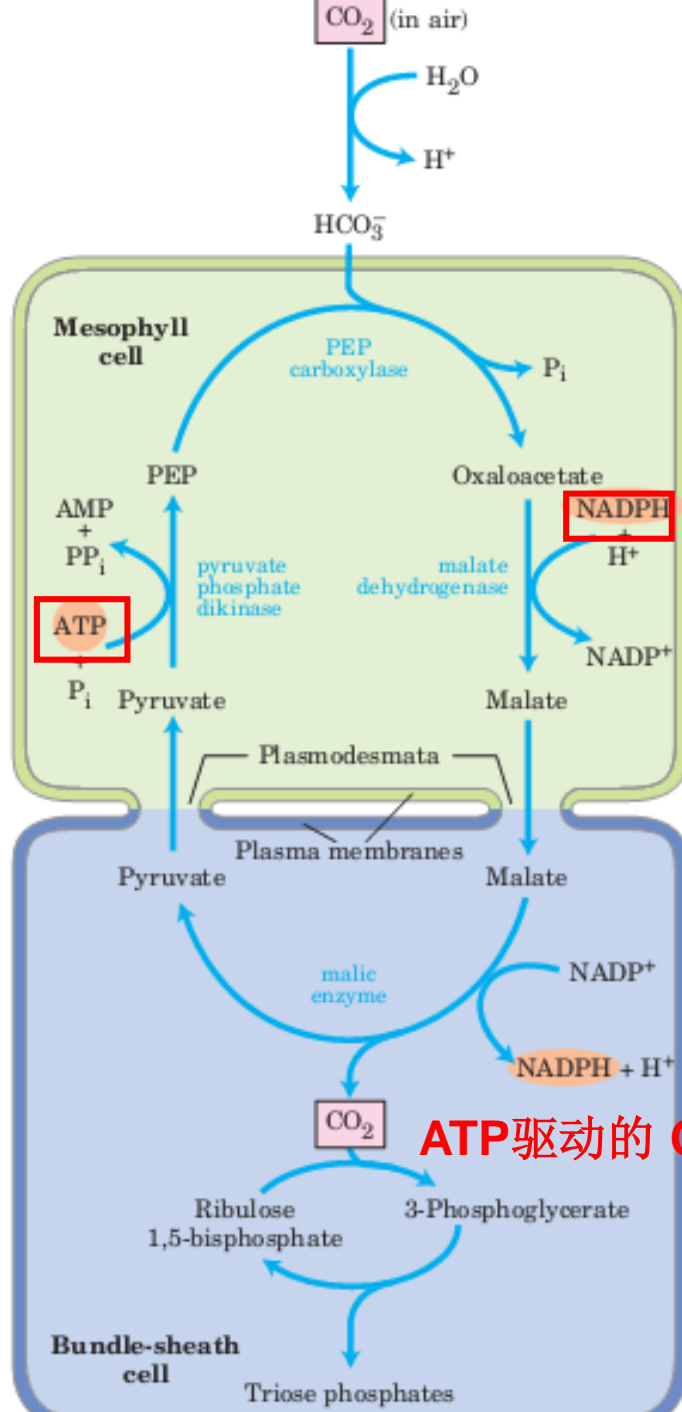 CO₂ (in air)
H₂O
H⁺
HCO₃⁻
Mesophyll
cell
PEP
carboxylase
Pᵢ
PEP
Oxaloacetate
AMP
+
PPᵢ
NADPH
+
H⁺
pyruvate
phosphate
dikinase
malate
dehydrogenase
ATP
+
Pᵢ
NADP⁺
Pyruvate
Malate
Plasmodesmata
Plasma membranes
Pyruvate
Malate
malic
enzyme
NADP⁺
NADPH + H⁺
CO₂
ATP驱动的
Ribulose
1,5-bisphosphate
3-Phosphoglycerate
Bundle-sheath
cell
Triose phosphates